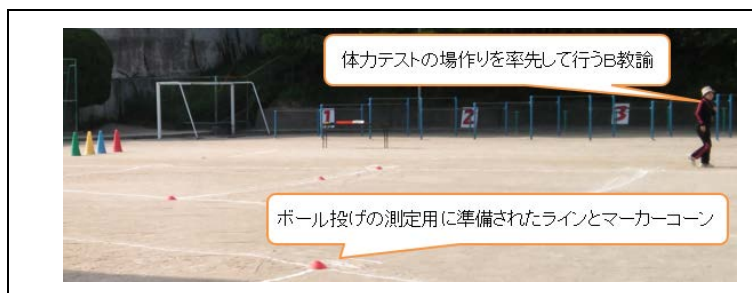 体力テストの場作りを率先して行うB教諭
1 2 3
ボール投げの測定用に準備されたラインとマーカーコーン